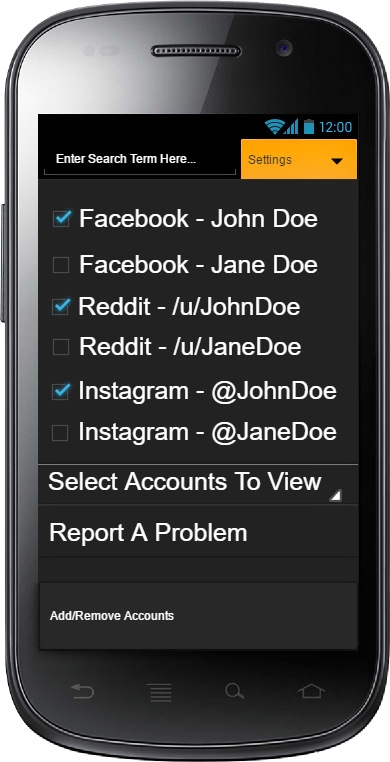 12:00
Enter Search Term Here...
Settings
Facebook - John Doe
Facebook - Jane Doe
Reddit - /u/JohnDoe
Reddit - /u/JaneDoe
Instagram - @JohnDoe
Instagram - @JaneDoe
Select Accounts To View
Report A Problem
Add/Remove Accounts